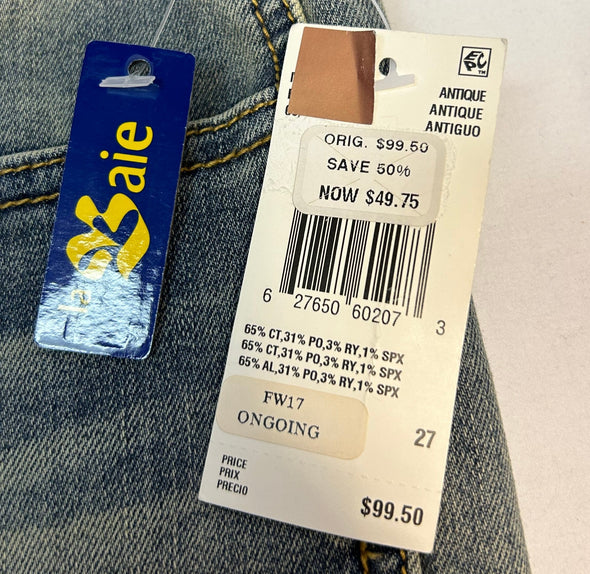 la Baie
EPC™
ANTIQUE
ANTIQUE
ANTIGUO
ORIG. $99.50
SAVE 50%
NOW $49.75
6 27650 60207 3
65% CT,31% PO,3% RY,1% SPX
65% CT,31% PO,3% RY,1% SPX
65% AL,31% PO,3% RY,1% SPX
FW17
ONGOING
27
PRICE
PRIX
PRECIO
$99.50